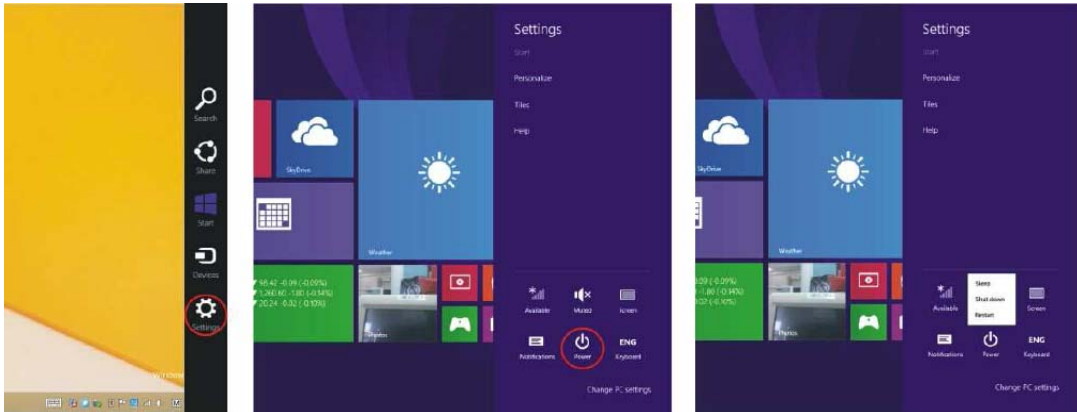 Search
Share
Start
Devices
Settings
Settings
Start
Personalize
Tiles
Help
SkyDrive
Weather
Photos
Available
Muted
Screen
Notifications
Power
ENG
Keyboard
Change PC settings
Settings
Start
Personalize
Tiles
Help
SkyDrive
Weather
Photos
Sleep
Shut down
Restart
Available
Screen
Notifications
Power
ENG
Keyboard
Change PC settings